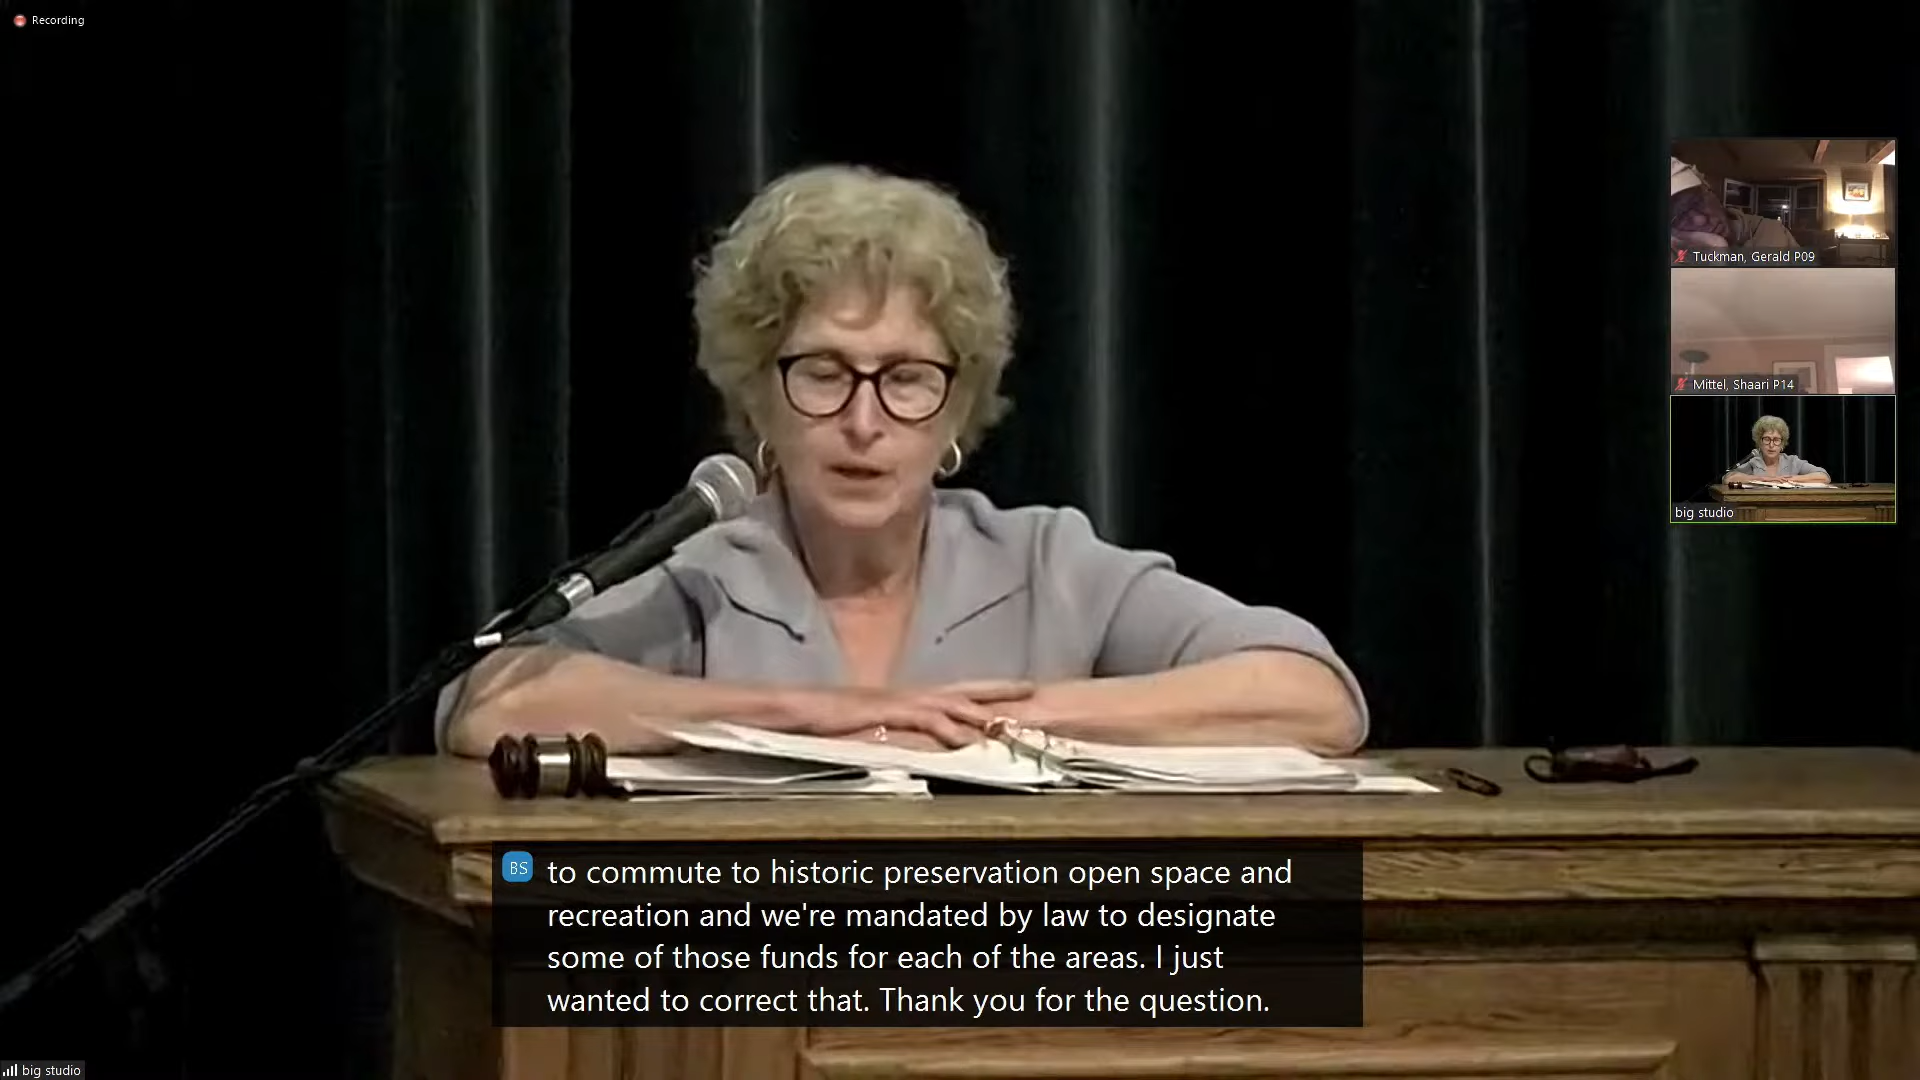 Recording
Tuckman, Gerald P09
Mittel, Shaari P14
big studio
BS
to commute to historic preservation open space and
recreation and we're mandated by law to designate
some of those funds for each of the areas. I just
wanted to correct that. Thank you for the question.
big studio